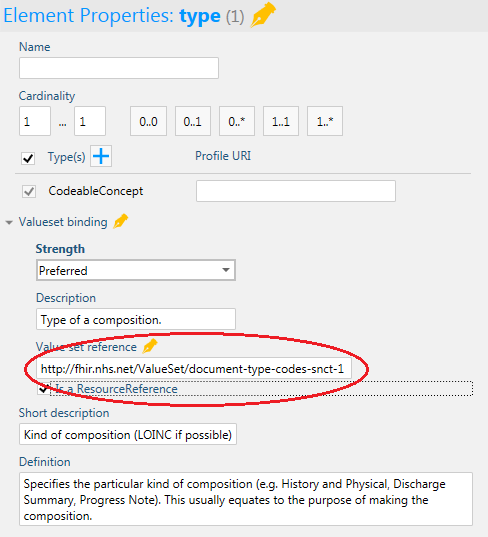 Element Properties: type (1)
Name
Cardinality
1 ... 1 0..0 0..1 0..* 1..1 1..*
Type(s) Profile URI
CodeableConcept
Valueset binding
Strength
Preferred
Description
Type of a composition.
Value set reference
http://fhir.nhs.net/ValueSet/document-type-codes-snct-1
Is a ResourceReference
Short description
Kind of composition (LOINC if possible)
Definition
Specifies the particular kind of composition (e.g. History and Physical, Discharge
Summary, Progress Note). This usually equates to the purpose of making the
composition.